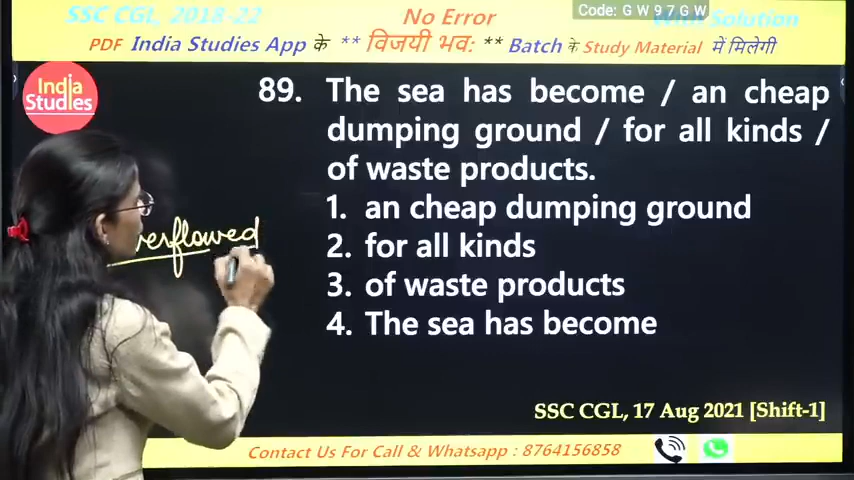 SSC CGL, 2018-22
No Error
Code: G W 9 7 G W
Solution
PDF India Studies App के ** विजयी भव: ** Batch के Study Material में मिलेगी
India
Studies
89. The sea has become / an cheap
dumping ground / for all kinds /
of waste products.
1. an cheap dumping ground
2. for all kinds
3. of waste products
4. The sea has become
SSC CGL, 17 Aug 2021 [Shift-1]
Contact Us For Call & Whatsapp : 8764156858